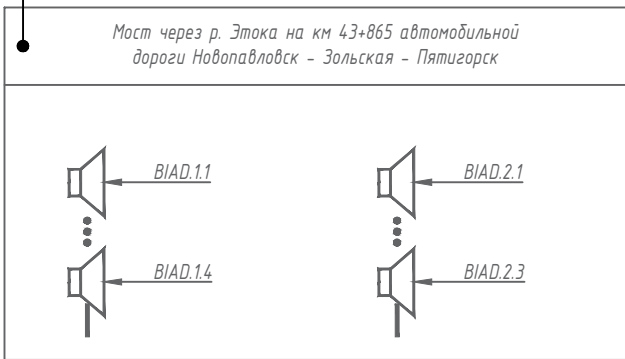 Мост через р. Этока на км 43+865 автомобильной
дороги Новопавловск - Зольская - Пятигорск
BIAD.1.1
BIAD.2.1
BIAD.1.4
BIAD.2.3